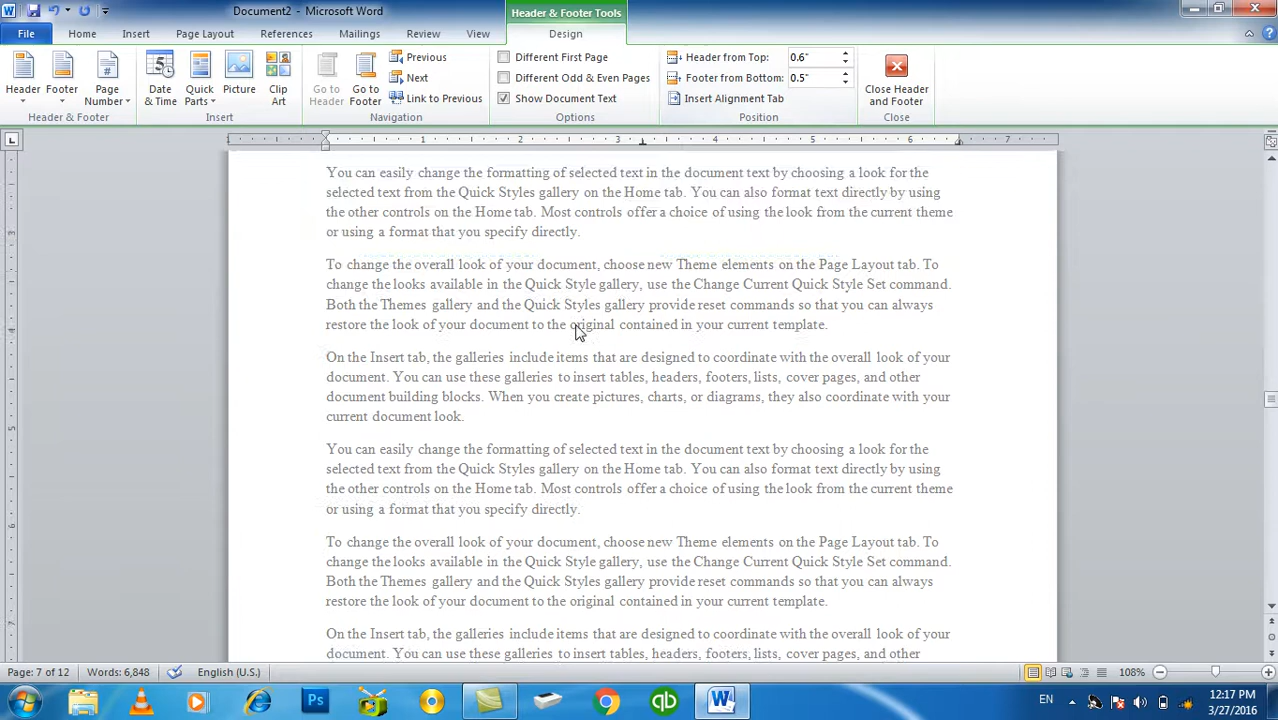 Document2 - Microsoft Word
Header & Footer Tools
File Home Insert Page Layout References Mailings Review View Design
Header Footer Page Number Date & Time Quick Parts Picture Clip Art Go to Header Go to Footer
Previous
Next
Link to Previous
Different First Page
Different Odd & Even Pages
Show Document Text
Header from Top: 0.6"
Footer from Bottom: 0.5"
Insert Alignment Tab
Close Header and Footer
Header & Footer Insert Navigation Options Position Close
1 1 2 3 4 5 6 7
You can easily change the formatting of selected text in the document text by choosing a look for the
selected text from the Quick Styles gallery on the Home tab. You can also format text directly by using
the other controls on the Home tab. Most controls offer a choice of using the look from the current theme
or using a format that you specify directly.
To change the overall look of your document, choose new Theme elements on the Page Layout tab. To
change the looks available in the Quick Style gallery, use the Change Current Quick Style Set command.
Both the Themes gallery and the Quick Styles gallery provide reset commands so that you can always
restore the look of your document to the original contained in your current template.
On the Insert tab, the galleries include items that are designed to coordinate with the overall look of your
document. You can use these galleries to insert tables, headers, footers, lists, cover pages, and other
document building blocks. When you create pictures, charts, or diagrams, they also coordinate with your
current document look.
You can easily change the formatting of selected text in the document text by choosing a look for the
selected text from the Quick Styles gallery on the Home tab. You can also format text directly by using
the other controls on the Home tab. Most controls offer a choice of using the look from the current theme
or using a format that you specify directly.
To change the overall look of your document, choose new Theme elements on the Page Layout tab. To
change the looks available in the Quick Style gallery, use the Change Current Quick Style Set command.
Both the Themes gallery and the Quick Styles gallery provide reset commands so that you can always
restore the look of your document to the original contained in your current template.
On the Insert tab, the galleries include items that are designed to coordinate with the overall look of your
document. You can use these galleries to insert tables, headers, footers, lists, cover pages, and other
Page: 7 of 12 Words: 6,848 English (U.S.) 108%
Ps qb W EN 12:17 PM
3/27/2016